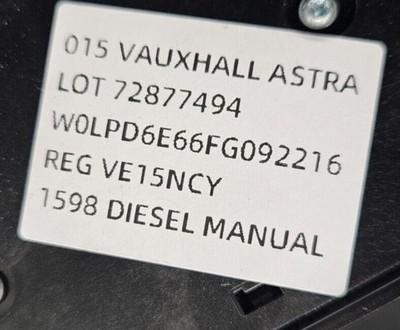 015 VAUXHALL ASTRA
LOT 72877494
W0LPD6E66FG092216
REG VE15NCY
1598 DIESEL MANUAL